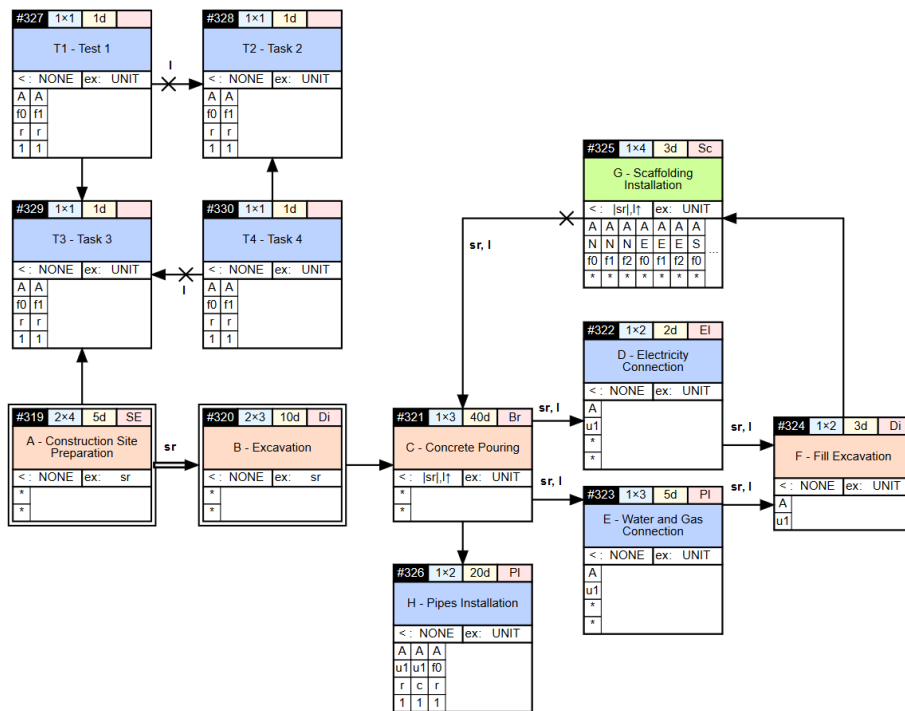 #327 1×1 1d
T1 - Test 1
< : NONE ex: UNIT
A A
f0 f1
r r
1 1
l
#328 1×1 1d
T2 - Task 2
< : NONE ex: UNIT
A A
f0 f1
r r
1 1
#329 1×1 1d
T3 - Task 3
< : NONE ex: UNIT
A A
f0 f1
r r
1 1
l
#330 1×1 1d
T4 - Task 4
< : NONE ex: UNIT
A A
f0 f1
r r
1 1
#325 1×4 3d Sc
G - Scaffolding
Installation
< : |sr|,l↑ ex: UNIT
A A A A A A A
N N N E E E S
f0 f1 f2 f0 f1 f2 f0 ...
* * * * * * *
sr, l
#322 1×2 2d El
D - Electricity
Connection
< : NONE ex: UNIT
A
u1
*
*
#319 2×4 5d SE
A - Construction Site
Preparation
< : NONE ex: sr
*
*
sr
#320 2×3 10d Di
B - Excavation
< : NONE ex: sr
*
*
#321 1×3 40d Br
C - Concrete Pouring
< : |sr|,l↑ ex: UNIT
*
*
sr, l
sr, l
sr, l
sr, l
#324 1×2 3d Di
F - Fill Excavation
< : NONE ex: UNIT
A
u1
#323 1×3 5d Pl
E - Water and Gas
Connection
< : NONE ex: UNIT
A
u1
*
*
#326 1×2 20d Pl
H - Pipes Installation
< : NONE ex: UNIT
A A A
u1 u1 f0
r c r
1 1 1